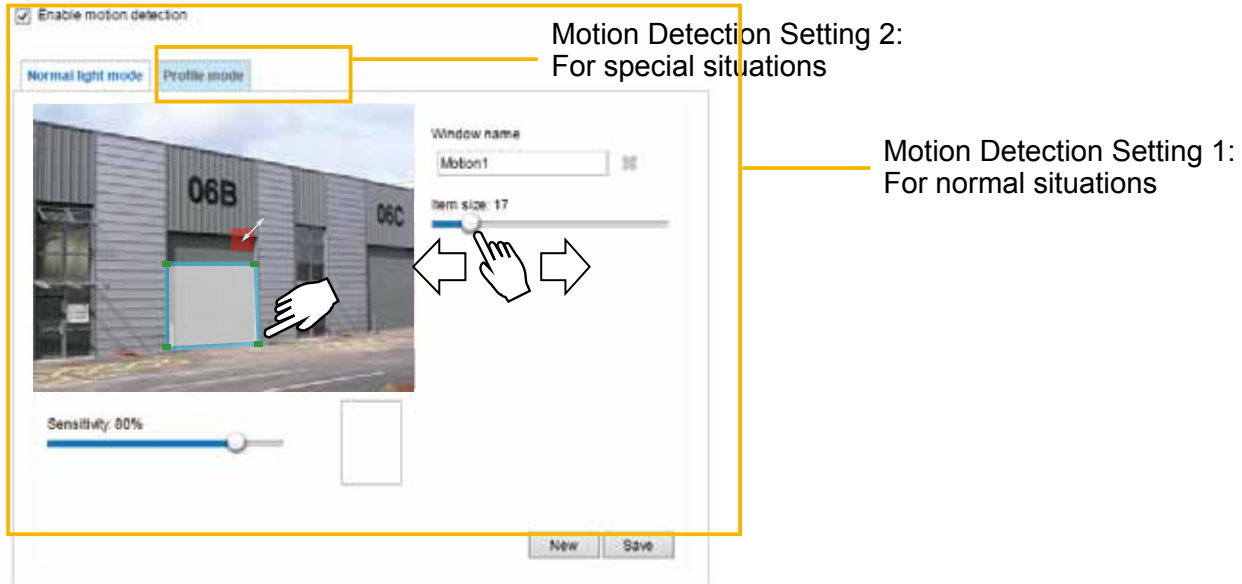 Enable motion detection
Motion Detection Setting 2:
For special situations
Normal light mode
Profile mode
Window name
Motion1
Item size: 17
06B
06C
Motion Detection Setting 1:
For normal situations
Sensitivity: 80%
New
Save